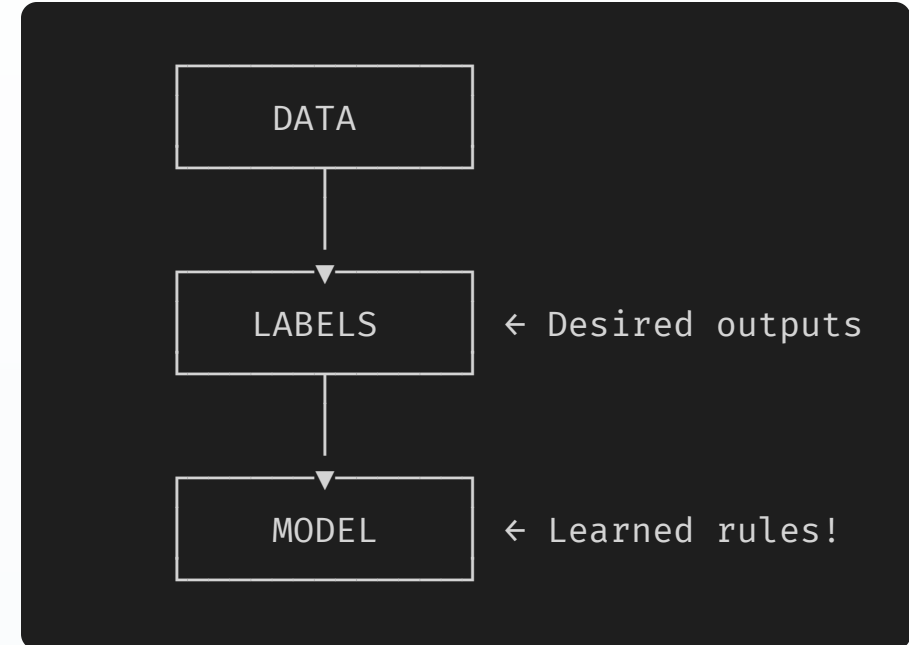 DATA
LABELS ← Desired outputs
MODEL ← Learned rules!